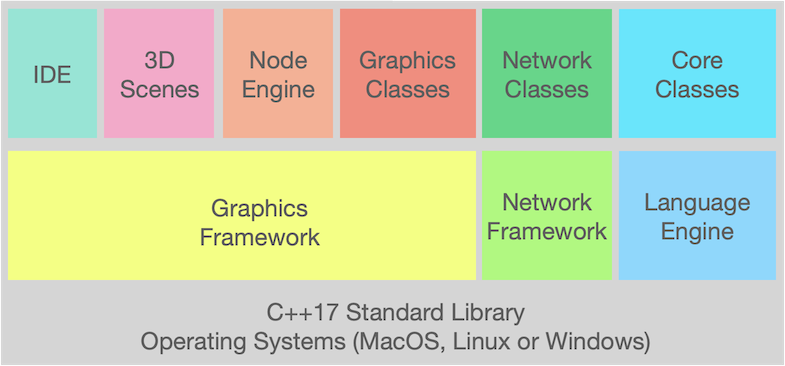 IDE
3D
Scenes
Node
Engine
Graphics
Classes
Network
Classes
Core
Classes
Graphics
Framework
Network
Framework
Language
Engine
C++17 Standard Library
Operating Systems (MacOS, Linux or Windows)